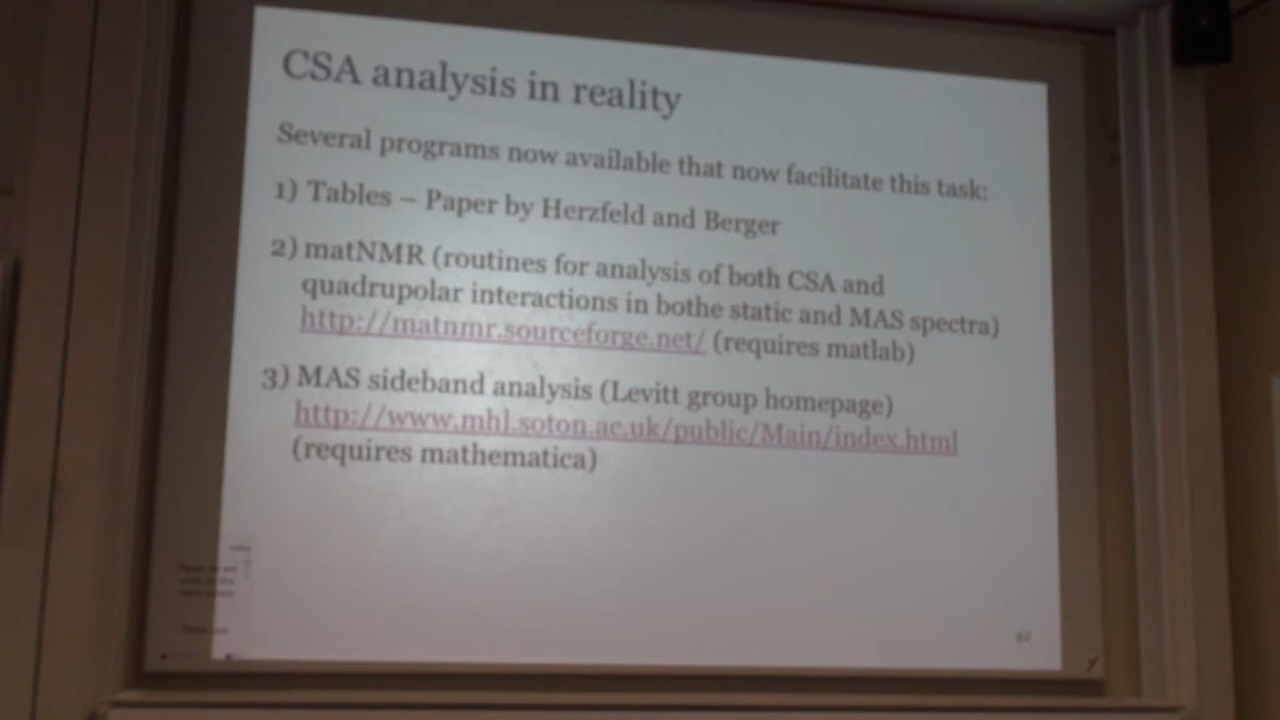 CSA analysis in reality
Several programs now available that now facilitate this task:
1) Tables – Paper by Herzfeld and Berger
2) matNMR (routines for analysis of both CSA and
quadrupolar interactions in bothe static and MAS spectra)
http://matnmr.sourceforge.net/ (requires matlab)
3) MAS sideband analysis (Levitt group homepage)
http://www.mhl.soton.ac.uk/public/Main/index.html
(requires mathematica)